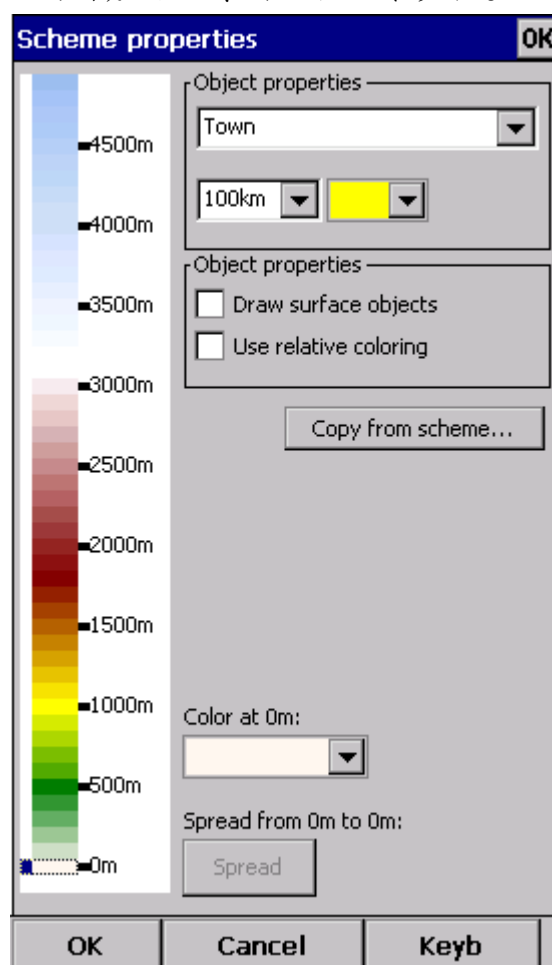 Scheme properties OK
Object properties
Town
100km
Object properties
Draw surface objects
Use relative coloring
Copy from scheme...
4500m
4000m
3500m
3000m
2500m
2000m
1500m
1000m
500m
0m
Color at 0m:
Spread from 0m to 0m:
Spread
OK Cancel Keyb